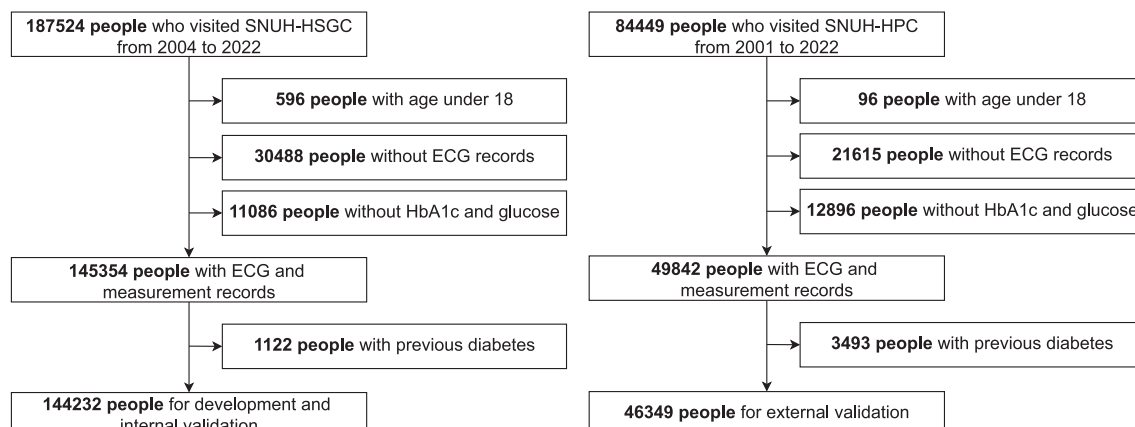 187524 people who visited SNUH-HSGC
from 2004 to 2022
596 people with age under 18
30488 people without ECG records
11086 people without HbA1c and glucose
145354 people with ECG and
measurement records
1122 people with previous diabetes
144232 people for development and
internal validation
84449 people who visited SNUH-HPC
from 2001 to 2022
96 people with age under 18
21615 people without ECG records
12896 people without HbA1c and glucose
49842 people with ECG and
measurement records
3493 people with previous diabetes
46349 people for external validation